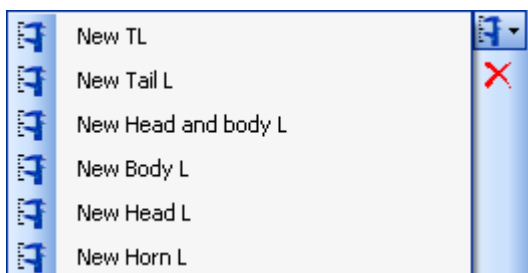 New TL
New Tail L
New Head and body L
New Body L
New Head L
New Horn L